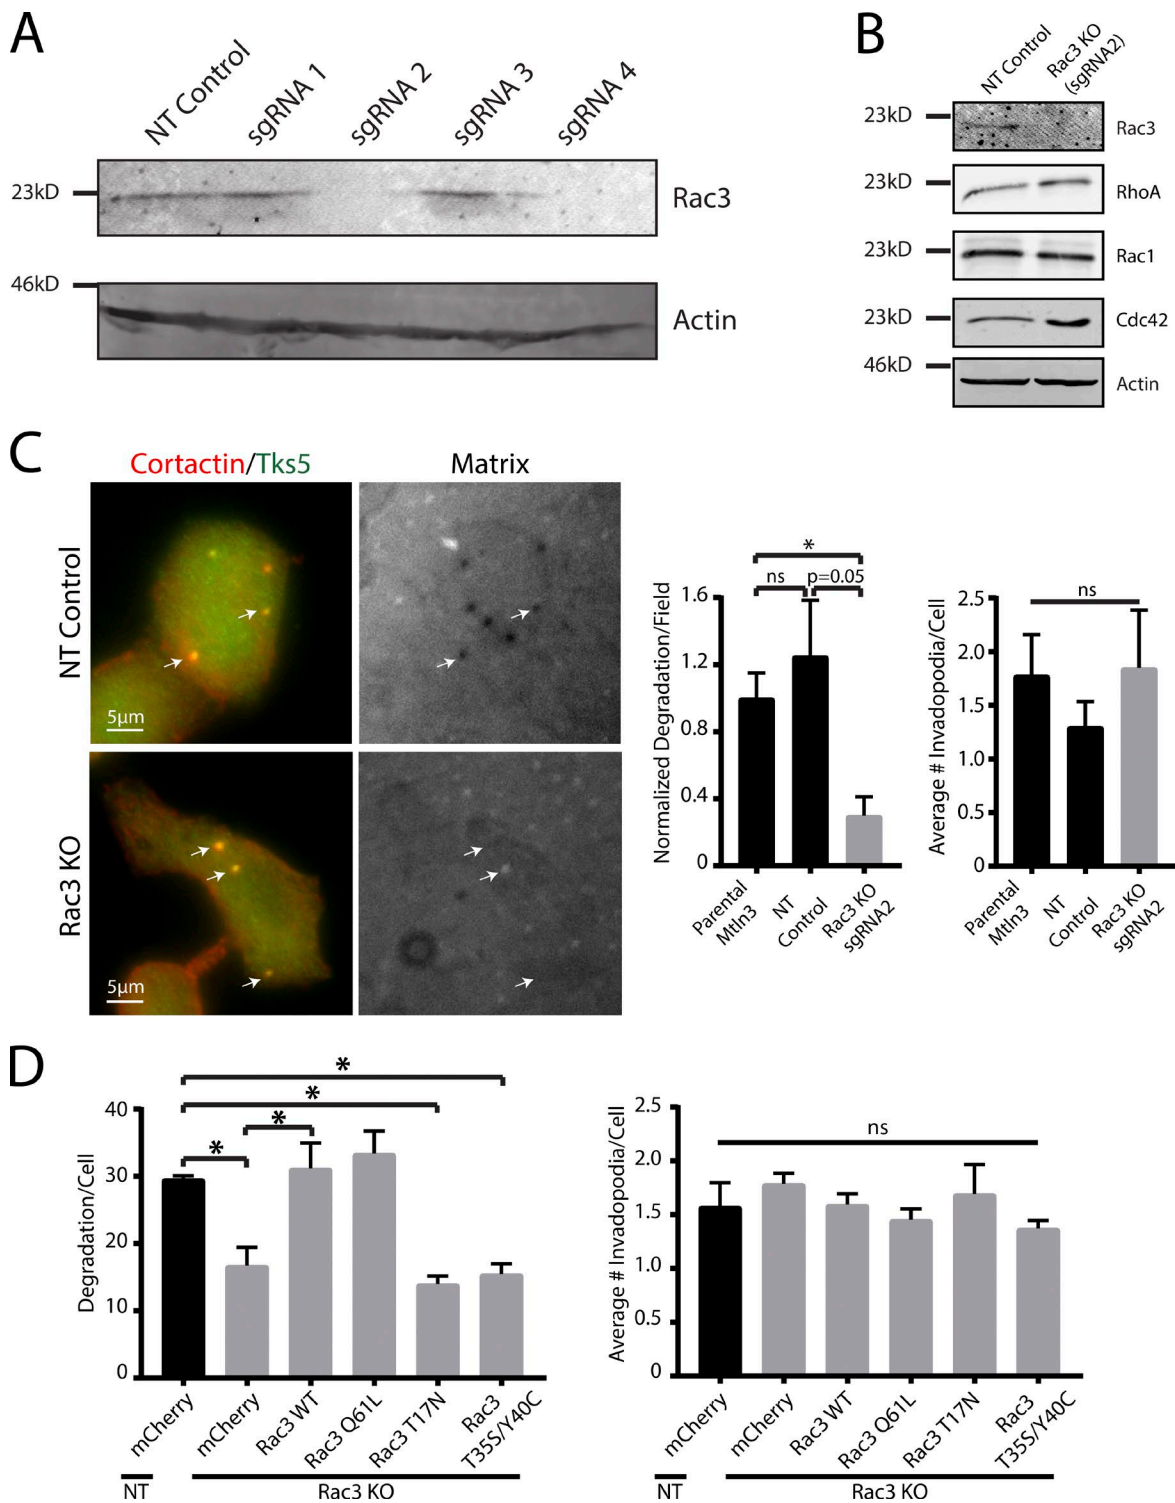 A
NT Control
sgRNA 1
sgRNA 2
sgRNA 3
sgRNA 4
23kD
Rac3
46kD
Actin
B
NT Control
Rac3 KO
(sgRNA2)
23kD
Rac3
23kD
RhoA
23kD
Rac1
23kD
Cdc42
46kD
Actin
C
Cortactin/Tks5
Matrix
NT Control
5μm
Rac3 KO
5μm
*
ns
p=0.05
Normalized Degradation/Field
1.6
1.2
0.8
0.4
0
Parental
Mtln3
NT
Control
Rac3 KO
sgRNA2
ns
Average # Invadopodia/Cell
2.5
2.0
1.5
1.0
0.5
0
Parental
Mtln3
NT
Control
Rac3 KO
sgRNA2
D
*
*
*
*
Degradation/Cell
40
30
20
10
0
mCherry
mCherry
Rac3 WT
Rac3 Q61L
Rac3 T17N
Rac3
T35S/Y40C
NT
Rac3 KO
ns
Average # Invadopodia/Cell
2.5
2.0
1.5
1.0
0.5
0
mCherry
mCherry
Rac3 WT
Rac3 Q61L
Rac3 T17N
Rac3
T35S/Y40C
NT
Rac3 KO